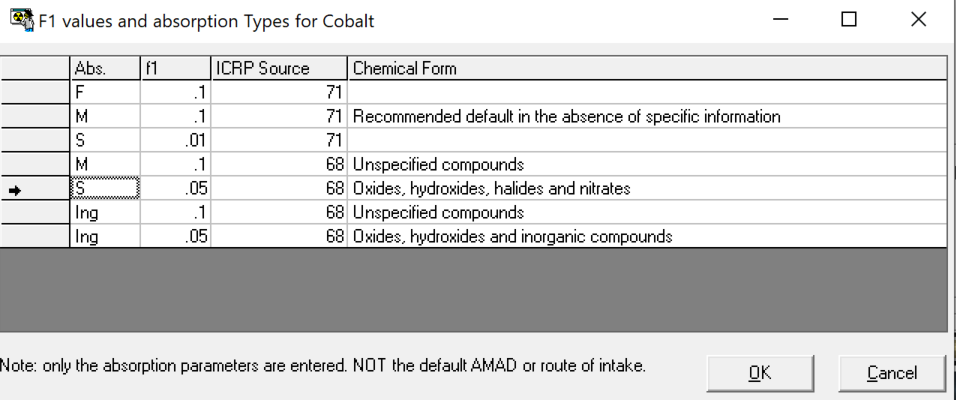 F1 values and absorption Types for Cobalt
Abs. f1 ICRP Source Chemical Form
F .1 71
M .1 71 Recommended default in the absence of specific information
S .01 71
M .1 68 Unspecified compounds
S .05 68 Oxides, hydroxides, halides and nitrates
Ing .1 68 Unspecified compounds
Ing .05 68 Oxides, hydroxides and inorganic compounds
Note: only the absorption parameters are entered. NOT the default AMAD or route of intake.
OK Cancel